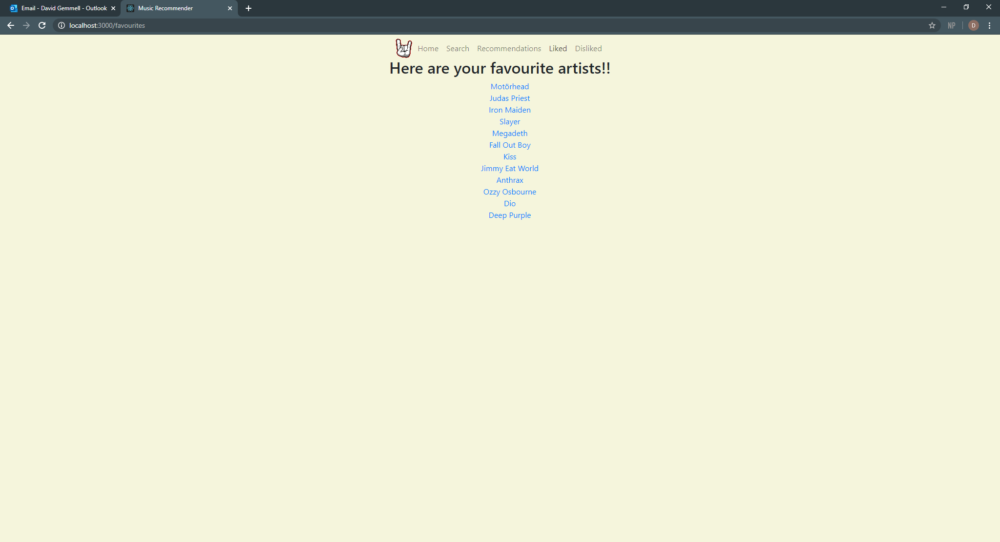 Email - David Gemmell - Outlook Music Recommender
localhost:3000/favourites NP D
Home Search Recommendations Liked Disliked
Here are your favourite artists!!
Motörhead
Judas Priest
Iron Maiden
Slayer
Megadeth
Fall Out Boy
Kiss
Jimmy Eat World
Anthrax
Ozzy Osbourne
Dio
Deep Purple